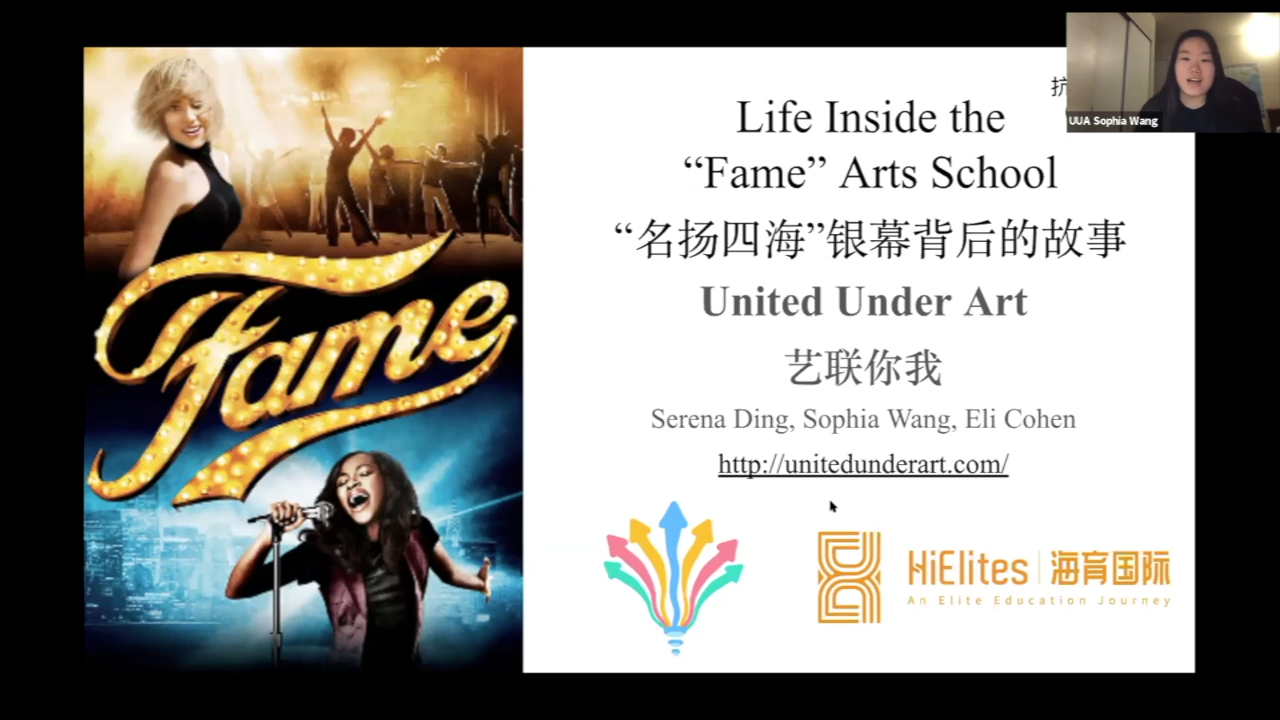 Fame
抗
UUA Sophia Wang
Life Inside the
“Fame” Arts School
“名扬四海”银幕背后的故事
United Under Art
艺联你我
Serena Ding, Sophia Wang, Eli Cohen
http://unitedunderart.com/
HiElites | 海育国际
An Elite Education Journey